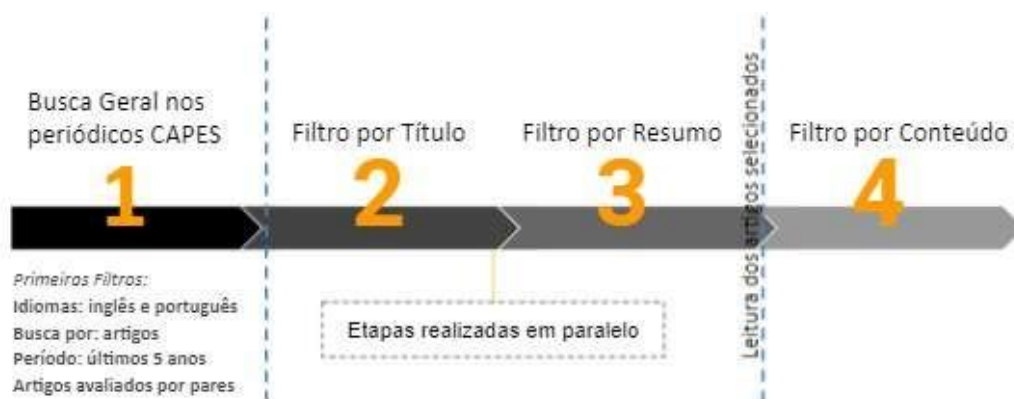 Busca Geral nos
periódicos CAPES
1
Primeiros Filtros:
Idiomas: inglês e português
Busca por: artigos
Período: últimos 5 anos
Artigos avaliados por pares
Filtro por Título
2
Filtro por Resumo
3
Etapas realizadas em paralelo
Leitura dos artigos selecionados
Filtro por Conteúdo
4